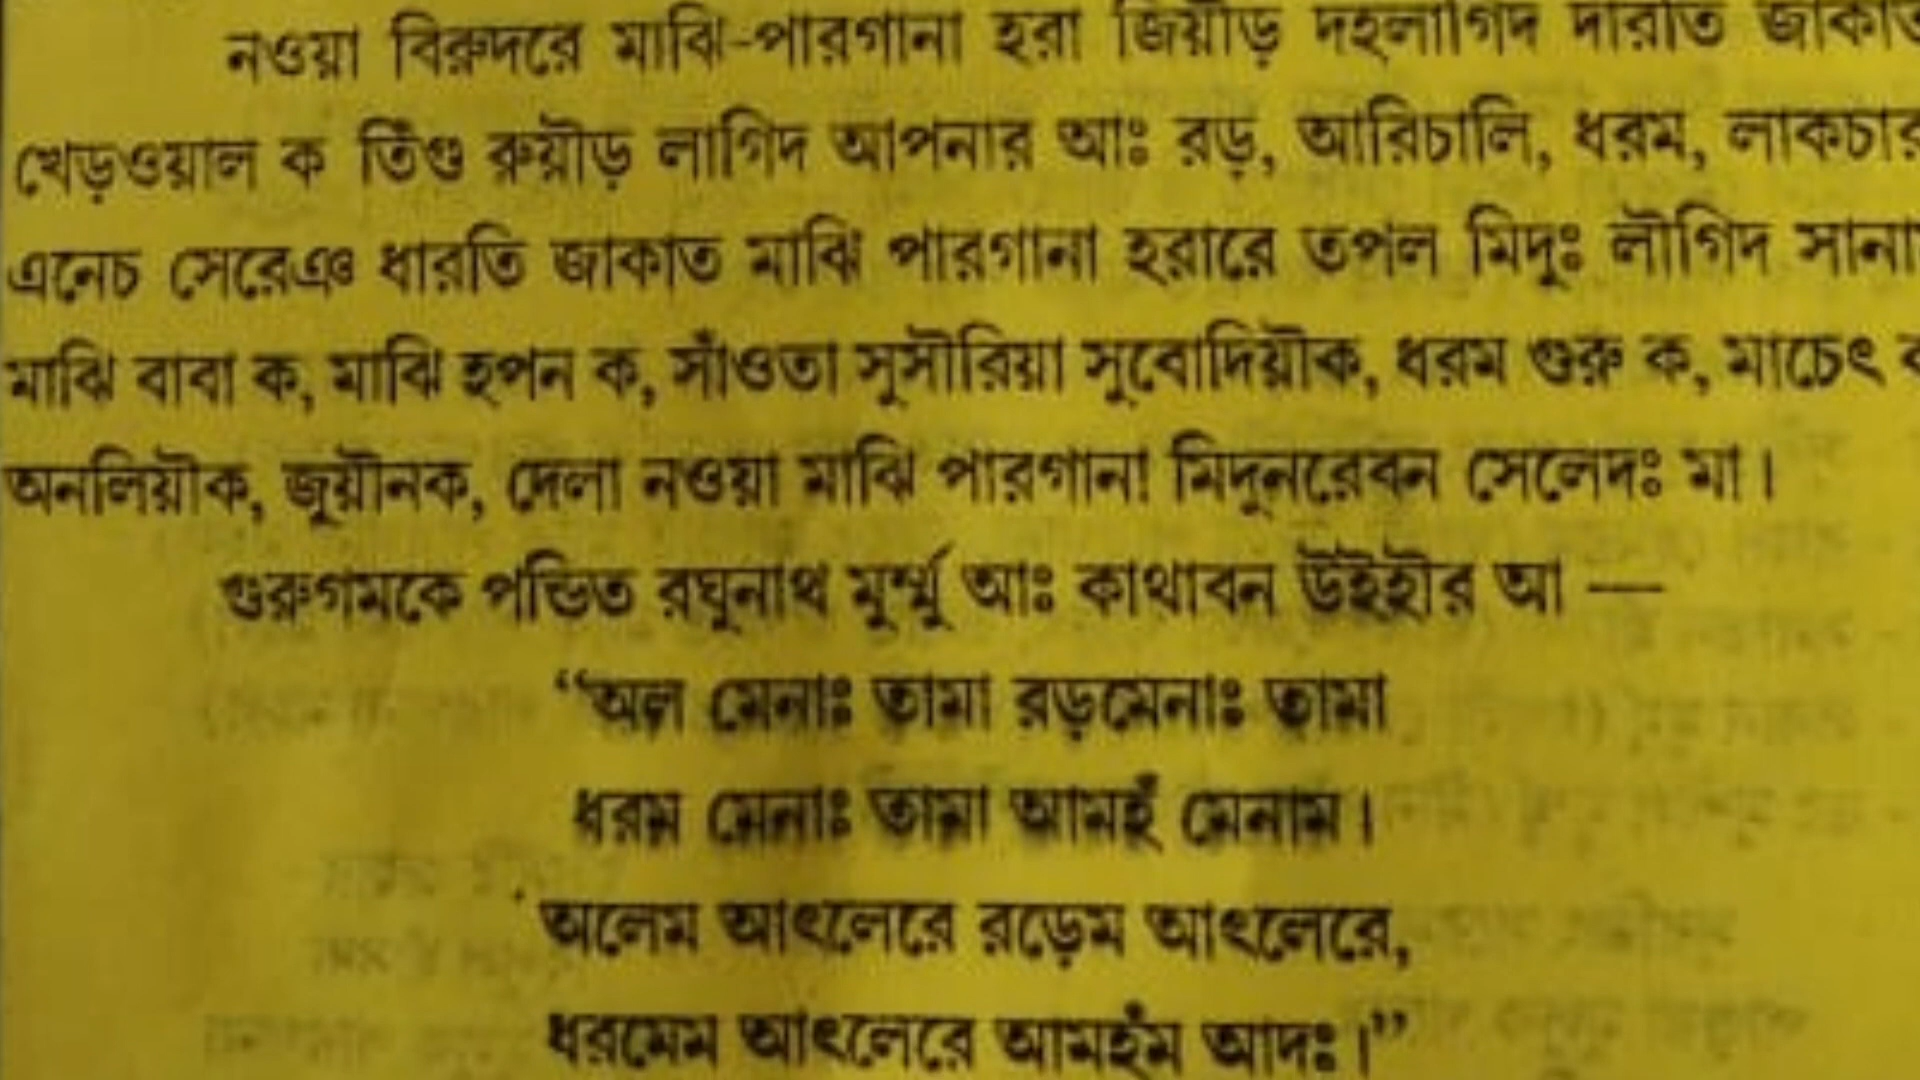 নওয়া বিরুদরে মাঝি-পারগানা হরা জিয়ীড় দহলাগিদ দারাত জাকাত
খেড়ওয়াল ক তিঁগু রুয়ীড় লাগিদ আপনার আঃ রড়, আরিচালি, ধরম, লাকচার
এনেচ সেরেঞ ধারতি জাকাত মাঝি পারগানা হরারে তপল মিদুঃ লীগিদ সানা
মাঝি বাবা ক, মাঝি হপন ক, সাঁওতা সুসীরিয়া সুবোদিয়ীক, ধরম গুরু ক, মাচেৎ ক
অনলিয়ীক, জুয়ীনক, দেলা নওয়া মাঝি পারগানা মিদুনরেবন সেলেদঃ মা।
গুরুগমকে পন্ডিত রঘুনাথ মুর্ম্মু আঃ কাথাবন উইহীর আ —
“অল মেনাঃ তামা রড়মেনাঃ তামা
ধরম মেনাঃ তামা আমহঁ মেনাম।
অলেম আৎলেরে রড়েম আৎলেরে,
ধরমেম আৎলেরে আমহঁম আদঃ।”